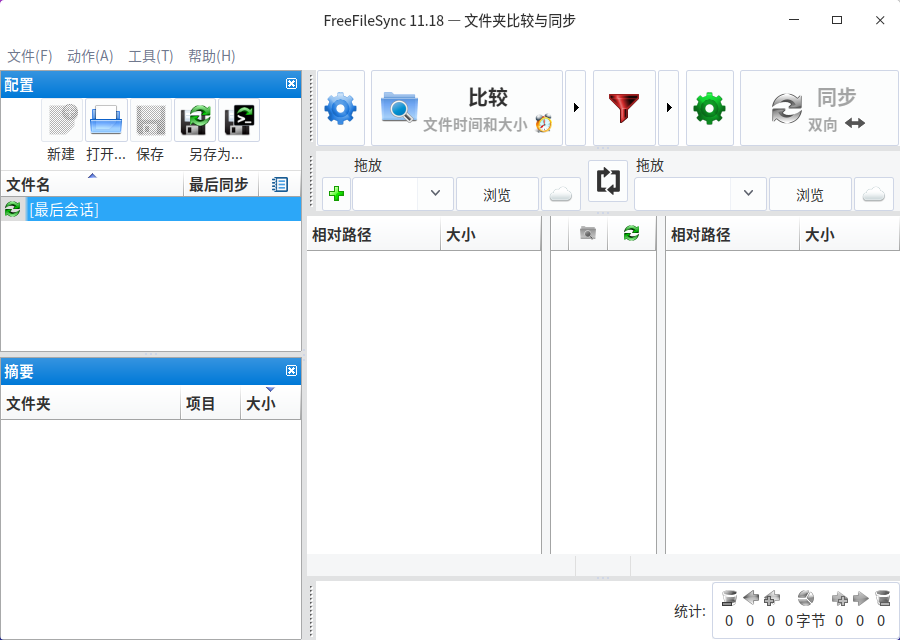 FreeFileSync 11.18 — 文件夹比较与同步
文件(F) 动作(A) 工具(T) 帮助(H)
配置
新建 打开... 保存 另存为...
文件名 最后同步
[最后会话]
摘要
文件夹 项目 大小
比较
文件时间和大小
同步
双向
拖放
浏览
拖放
浏览
相对路径 大小
相对路径 大小
统计:
0 0 0 0字节 0 0 0